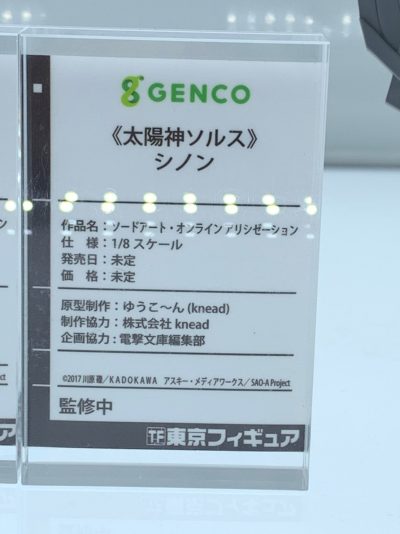 GENCO
《太陽神ソルス》
シノン
作品名：ソードアート・オンライン アリシゼーション
仕　様：1/8 スケール
発売日：未定
価　格：未定
原型制作：ゆうこ〜ん (knead)
制作協力：株式会社 knead
企画協力：電撃文庫編集部
©2017 川原 礫／KADOKAWA　アスキー・メディアワークス／SAO-A Project
監修中
TF 東京フィギュア